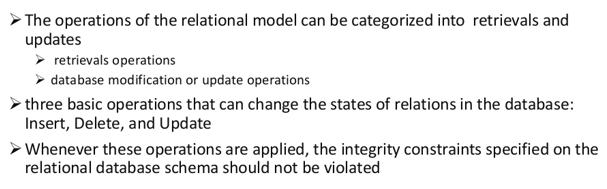 ➢ The operations of the relational model can be categorized into retrievals and
updates
➢ retrievals operations
➢ database modification or update operations
➢ three basic operations that can change the states of relations in the database:
Insert, Delete, and Update
➢ Whenever these operations are applied, the integrity constraints specified on the
relational database schema should not be violated